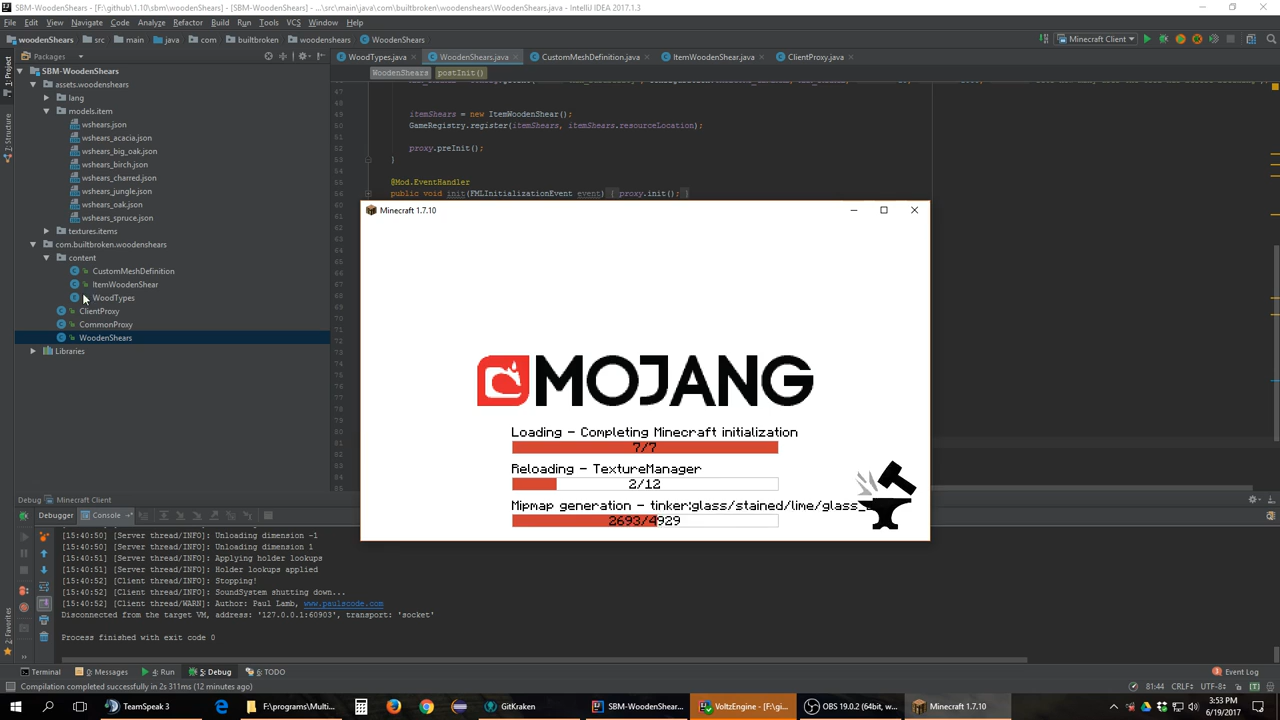 SBM-WoodenShears - [F:\github\1.10\sbm\woodenShears] - [SBM-WoodenShears] - ...\src\main\java\com\builtbroken\woodenshears\WoodenShears.java - IntelliJ IDEA 2017.1.3
File Edit View Navigate Code Analyze Refactor Build Run Tools VCS Window Help
woodenShears src main java com builtbroken woodenshears WoodenShears Minecraft Client
Packages WoodTypes.java WoodenShears.java CustomMeshDefinition.java ItemWoodenShear.java ClientProxy.java
SBM-WoodenShears WoodenShears postInit()
assets.woodenshears
lang
models.item
wshears.json
wshears_acacia.json
wshears_big_oak.json
wshears_birch.json
wshears_charred.json
wshears_jungle.json
wshears_oak.json
wshears_spruce.json
textures.items
com.builtbroken.woodenshears
content
CustomMeshDefinition
ItemWoodenShear
WoodTypes
ClientProxy
CommonProxy
WoodenShears
Libraries
1: Project
7: Structure
2: Favorites
itemShears = new ItemWoodenShear();
GameRegistry.register(itemShears, itemShears.resourceLocation);
proxy.preInit();
}
@Mod.EventHandler
public void init(FMLInitializationEvent event) { proxy.init(); }
Minecraft 1.7.10
MOJANG
Loading - Completing Minecraft initialization
7/7
Reloading - TextureManager
2/12
Mipmap generation - tinker:glass/stained/lime/glass_
2693/4929
Debug Minecraft Client
Debugger Console
[15:40:50] [Server thread/INFO]: Unloading dimension -1
[15:40:50] [Server thread/INFO]: Unloading dimension 1
[15:40:51] [Server thread/INFO]: Applying holder lookups
[15:40:51] [Server thread/INFO]: Holder lookups applied
[15:40:52] [Client thread/INFO]: Stopping!
[15:40:52] [Client thread/INFO]: SoundSystem shutting down...
[15:40:52] [Client thread/WARN]: Author: Paul Lamb, www.paulscode.com
Disconnected from the target VM, address: '127.0.0.1:60903', transport: 'socket'
Process finished with exit code 0
Terminal 0: Messages 4: Run 5: Debug 6: TODO Event Log
Compilation completed successfully in 2s 311ms (12 minutes ago) 81:44 CRLF÷ UTF-8÷
TeamSpeak 3 F:\programs\Multi... GitKraken SBM-WoodenShear... VoltzEngine - [F:\gi... OBS 19.0.2 (64bit, w... Minecraft 1.7.10
3:53 PM
6/19/2017